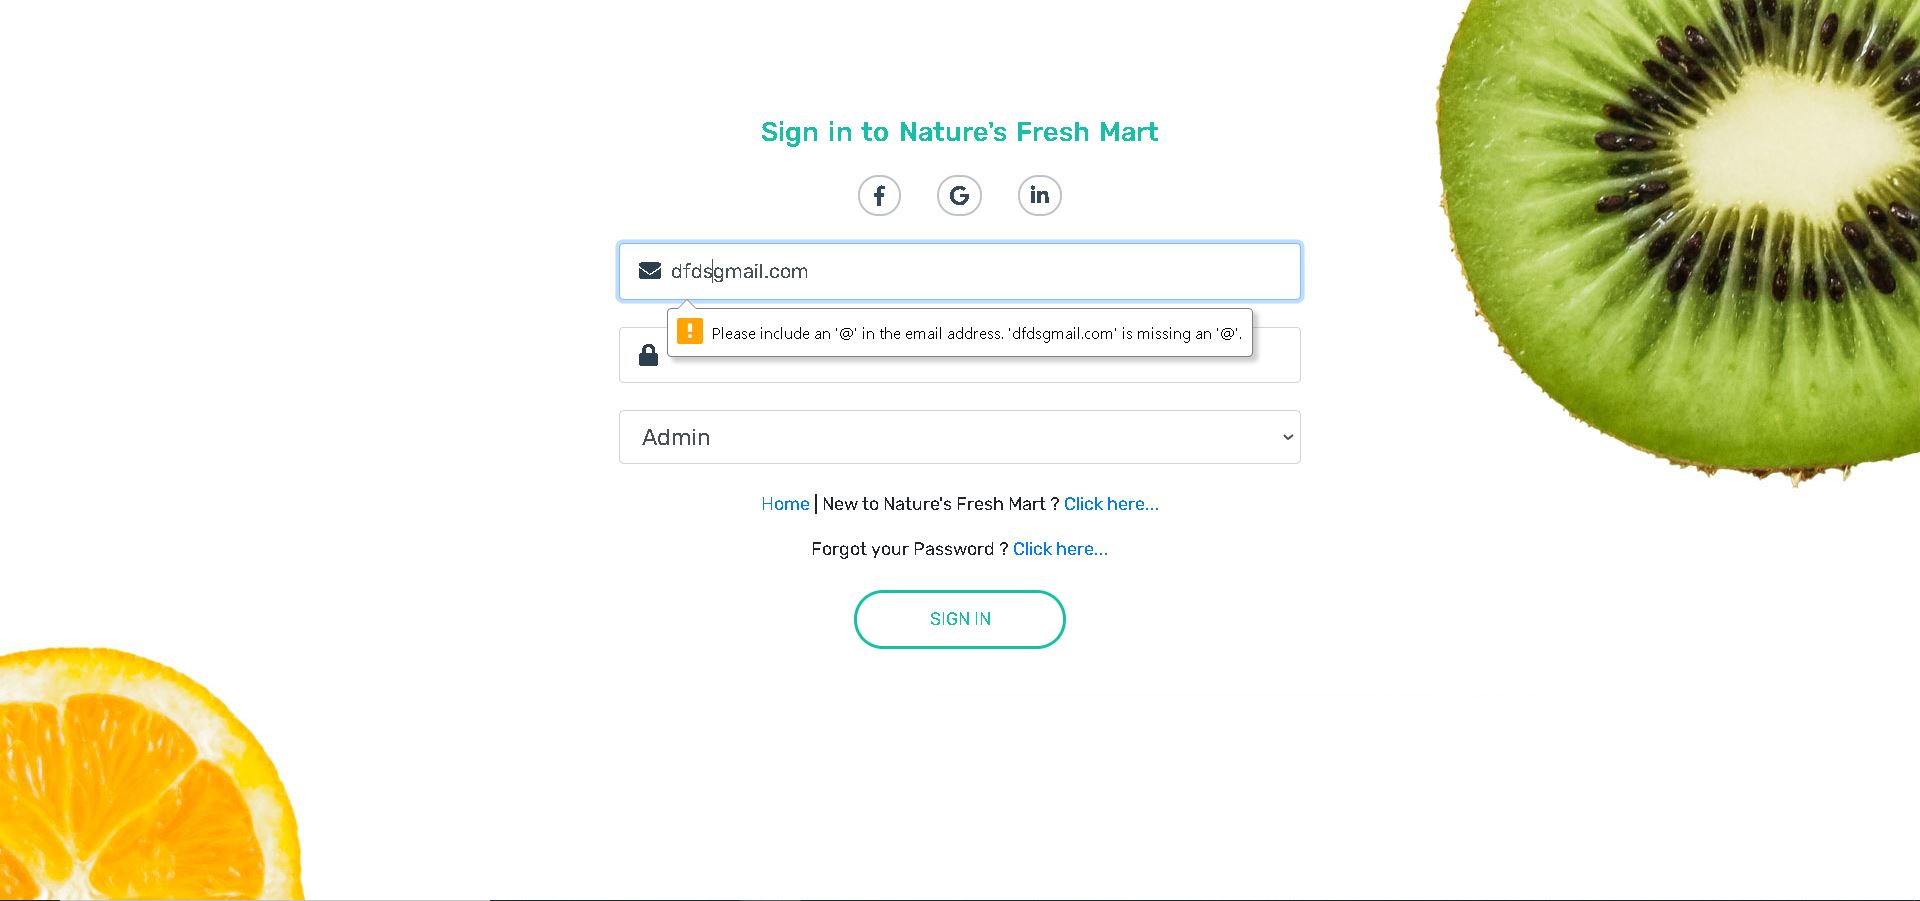 Sign in to Nature's Fresh Mart
dfdsgmail.com
Please include an '@' in the email address. 'dfdsgmail.com' is missing an '@'.
Admin
Home | New to Nature's Fresh Mart ? Click here...
Forgot your Password ? Click here...
SIGN IN